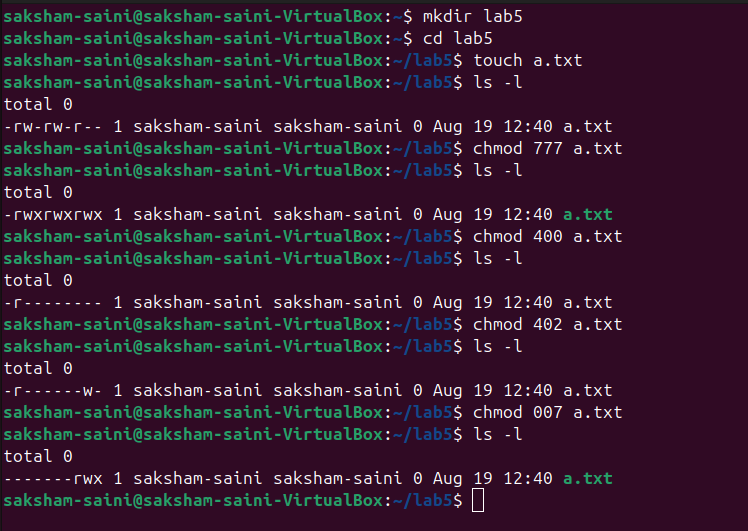 saksham-saini@saksham-saini-VirtualBox:~$ mkdir lab5
saksham-saini@saksham-saini-VirtualBox:~$ cd lab5
saksham-saini@saksham-saini-VirtualBox:~/lab5$ touch a.txt
saksham-saini@saksham-saini-VirtualBox:~/lab5$ ls -l
total 0
-rw-rw-r-- 1 saksham-saini saksham-saini 0 Aug 19 12:40 a.txt
saksham-saini@saksham-saini-VirtualBox:~/lab5$ chmod 777 a.txt
saksham-saini@saksham-saini-VirtualBox:~/lab5$ ls -l
total 0
-rwxrwxrwx 1 saksham-saini saksham-saini 0 Aug 19 12:40 a.txt
saksham-saini@saksham-saini-VirtualBox:~/lab5$ chmod 400 a.txt
saksham-saini@saksham-saini-VirtualBox:~/lab5$ ls -l
total 0
-r-------- 1 saksham-saini saksham-saini 0 Aug 19 12:40 a.txt
saksham-saini@saksham-saini-VirtualBox:~/lab5$ chmod 402 a.txt
saksham-saini@saksham-saini-VirtualBox:~/lab5$ ls -l
total 0
-r------w- 1 saksham-saini saksham-saini 0 Aug 19 12:40 a.txt
saksham-saini@saksham-saini-VirtualBox:~/lab5$ chmod 007 a.txt
saksham-saini@saksham-saini-VirtualBox:~/lab5$ ls -l
total 0
-------rwx 1 saksham-saini saksham-saini 0 Aug 19 12:40 a.txt
saksham-saini@saksham-saini-VirtualBox:~/lab5$